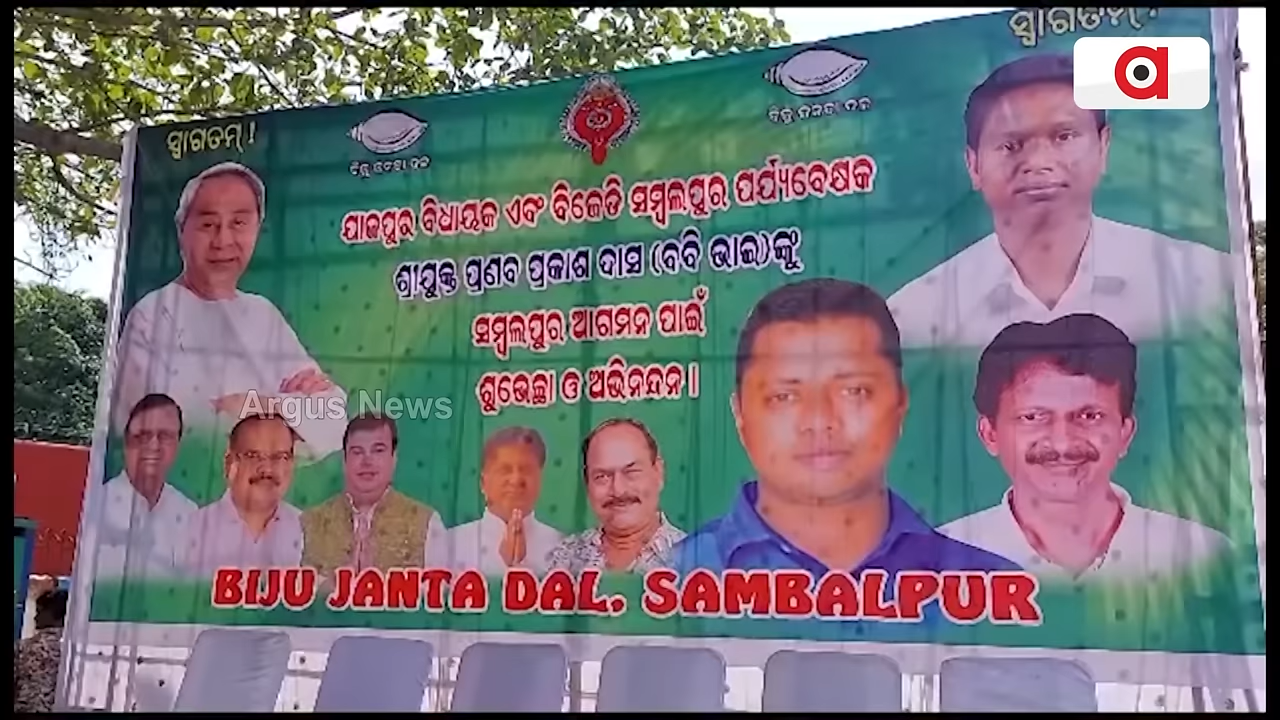 ସ୍ୱାଗତମ୍ !
ସ୍ୱାଗତମ୍ !
ବିଜୁ ଜନତା ଦଳ
ବିଜୁ ଜନତା ଦଳ
ଯାଜପୁର ବିଧାୟକ ଏବଂ ବିଜେଡି ସମ୍ବଲପୁର ପର୍ଯ୍ୟବେକ୍ଷକ
ଶ୍ରୀଯୁକ୍ତ ପ୍ରଣବ ପ୍ରକାଶ ଦାସ (ବବି ଭାଇ)ଙ୍କୁ
ସମ୍ବଲପୁର ଆଗମନ ପାଇଁ
ଶୁଭେଚ୍ଛା ଓ ଅଭିନନ୍ଦନ ।
Argus News
BIJU JANTA DAL, SAMBALPUR
a